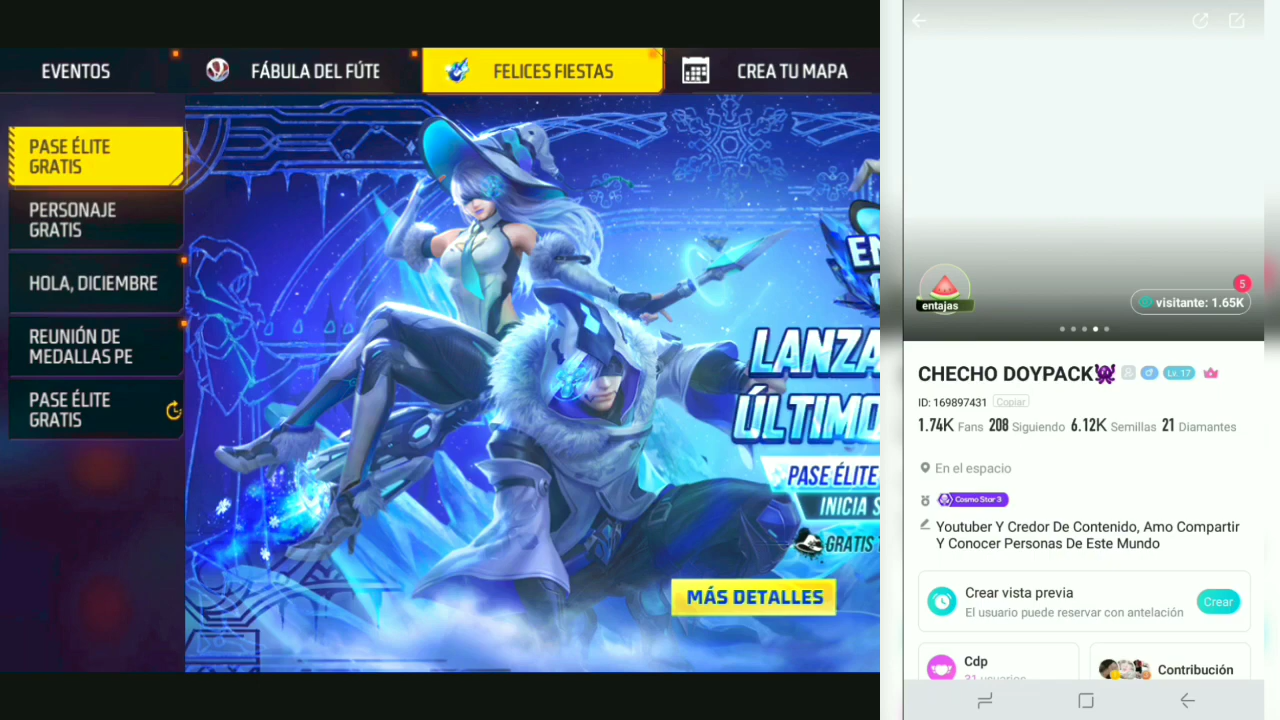 EVENTOS
FÁBULA DEL FÚTE
FELICES FIESTAS
CREA TU MAPA
PASE ÉLITE
GRATIS
PERSONAJE
GRATIS
HOLA, DICIEMBRE
REUNIÓN DE
MEDALLAS PE
PASE ÉLITE
GRATIS
EN
LANZA
ÚLTIMO
PASE ÉLITE
INICIA S
GRATIS
MÁS DETALLES
entajas
5
visitante: 1.65K
CHECHO DOYPACK
Lv. 17
ID: 169897431 Copiar
1.74K Fans 208 Siguiendo 6.12K Semillas 21 Diamantes
En el espacio
Cosmo Star 3
Youtuber Y Credor De Contenido, Amo Compartir
Y Conocer Personas De Este Mundo
Crear vista previa
El usuario puede reservar con antelación
Crear
Cdp
31 usuarios
Contribución